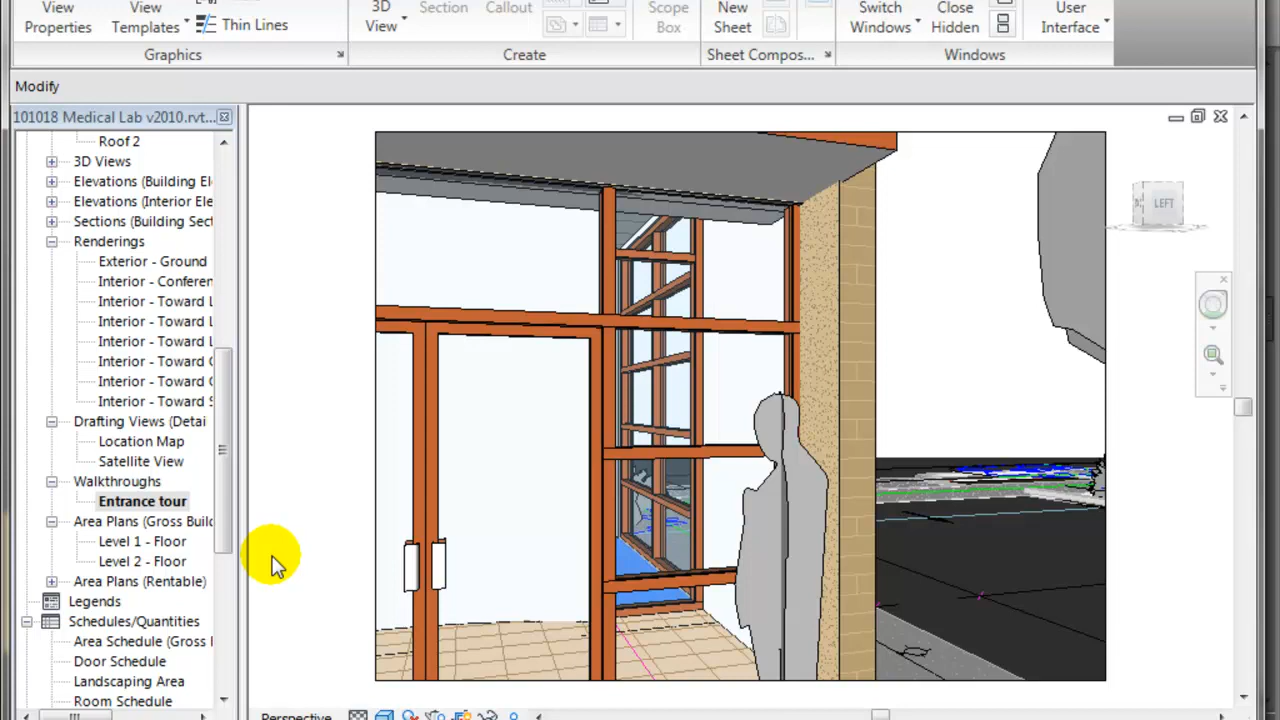 View
Properties
View
Templates
Thin Lines
3D
View
Section
Callout
Scope
Box
New
Sheet
Switch
Windows
Close
Hidden
User
Interface
Graphics
Create
Sheet Compos...
Windows
Modify
101018 Medical Lab v2010.rvt...
Roof 2
3D Views
Elevations (Building El
Elevations (Interior Ele
Sections (Building Sect
Renderings
Exterior - Ground
Interior - Conferen
Interior - Toward L
Interior - Toward L
Interior - Toward L
Interior - Toward C
Interior - Toward C
Interior - Toward S
Drafting Views (Detai
Location Map
Satellite View
Walkthroughs
Entrance tour
Area Plans (Gross Build
Level 1 - Floor
Level 2 - Floor
Area Plans (Rentable)
Legends
Schedules/Quantities
Area Schedule (Gross
Door Schedule
Landscaping Area
Room Schedule
LEFT
Perspective